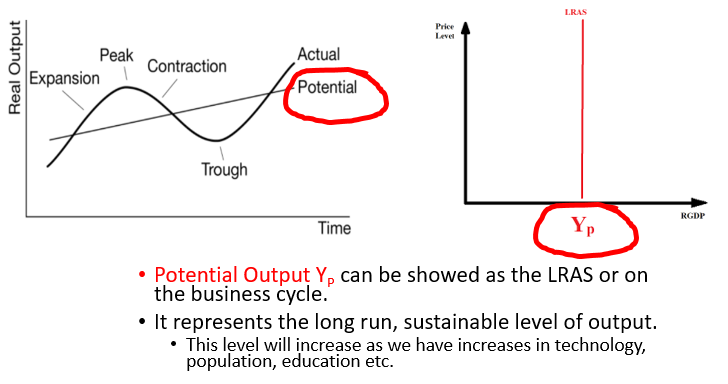 Real Output
Expansion
Peak
Contraction
Trough
Actual
Potential
Time
Price
Level
LRAS
Yp
RGDP
• Potential Output YP can be showed as the LRAS or on
the business cycle.
• It represents the long run, sustainable level of output.
• This level will increase as we have increases in technology,
population, education etc.